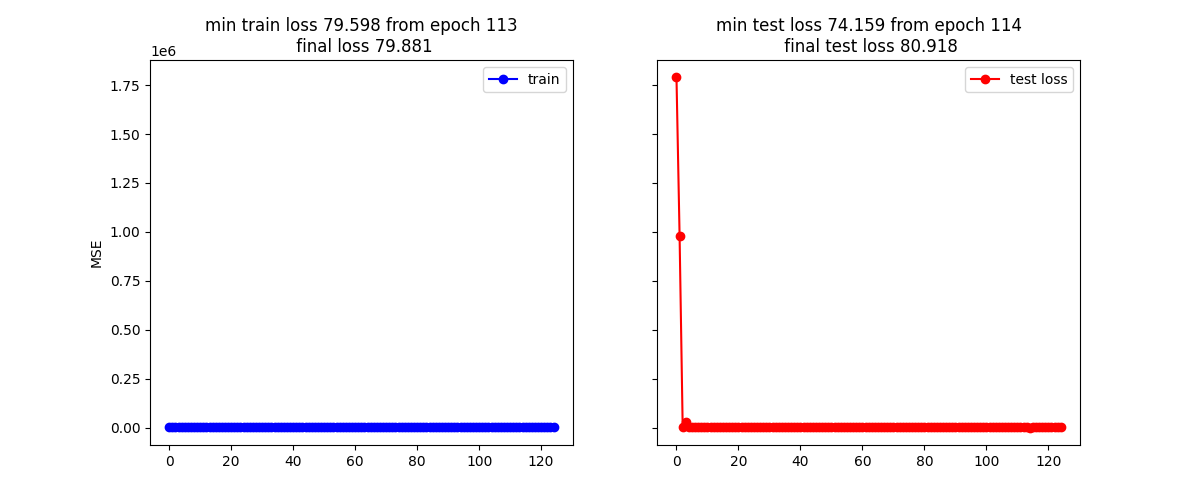 min train loss 79.598 from epoch 113
final loss 79.881
min test loss 74.159 from epoch 114
final test loss 80.918
1e6
train
test loss
1.75
1.50
1.25
1.00
0.75
0.50
0.25
0.00
MSE
0 20 40 60 80 100 120
0 20 40 60 80 100 120